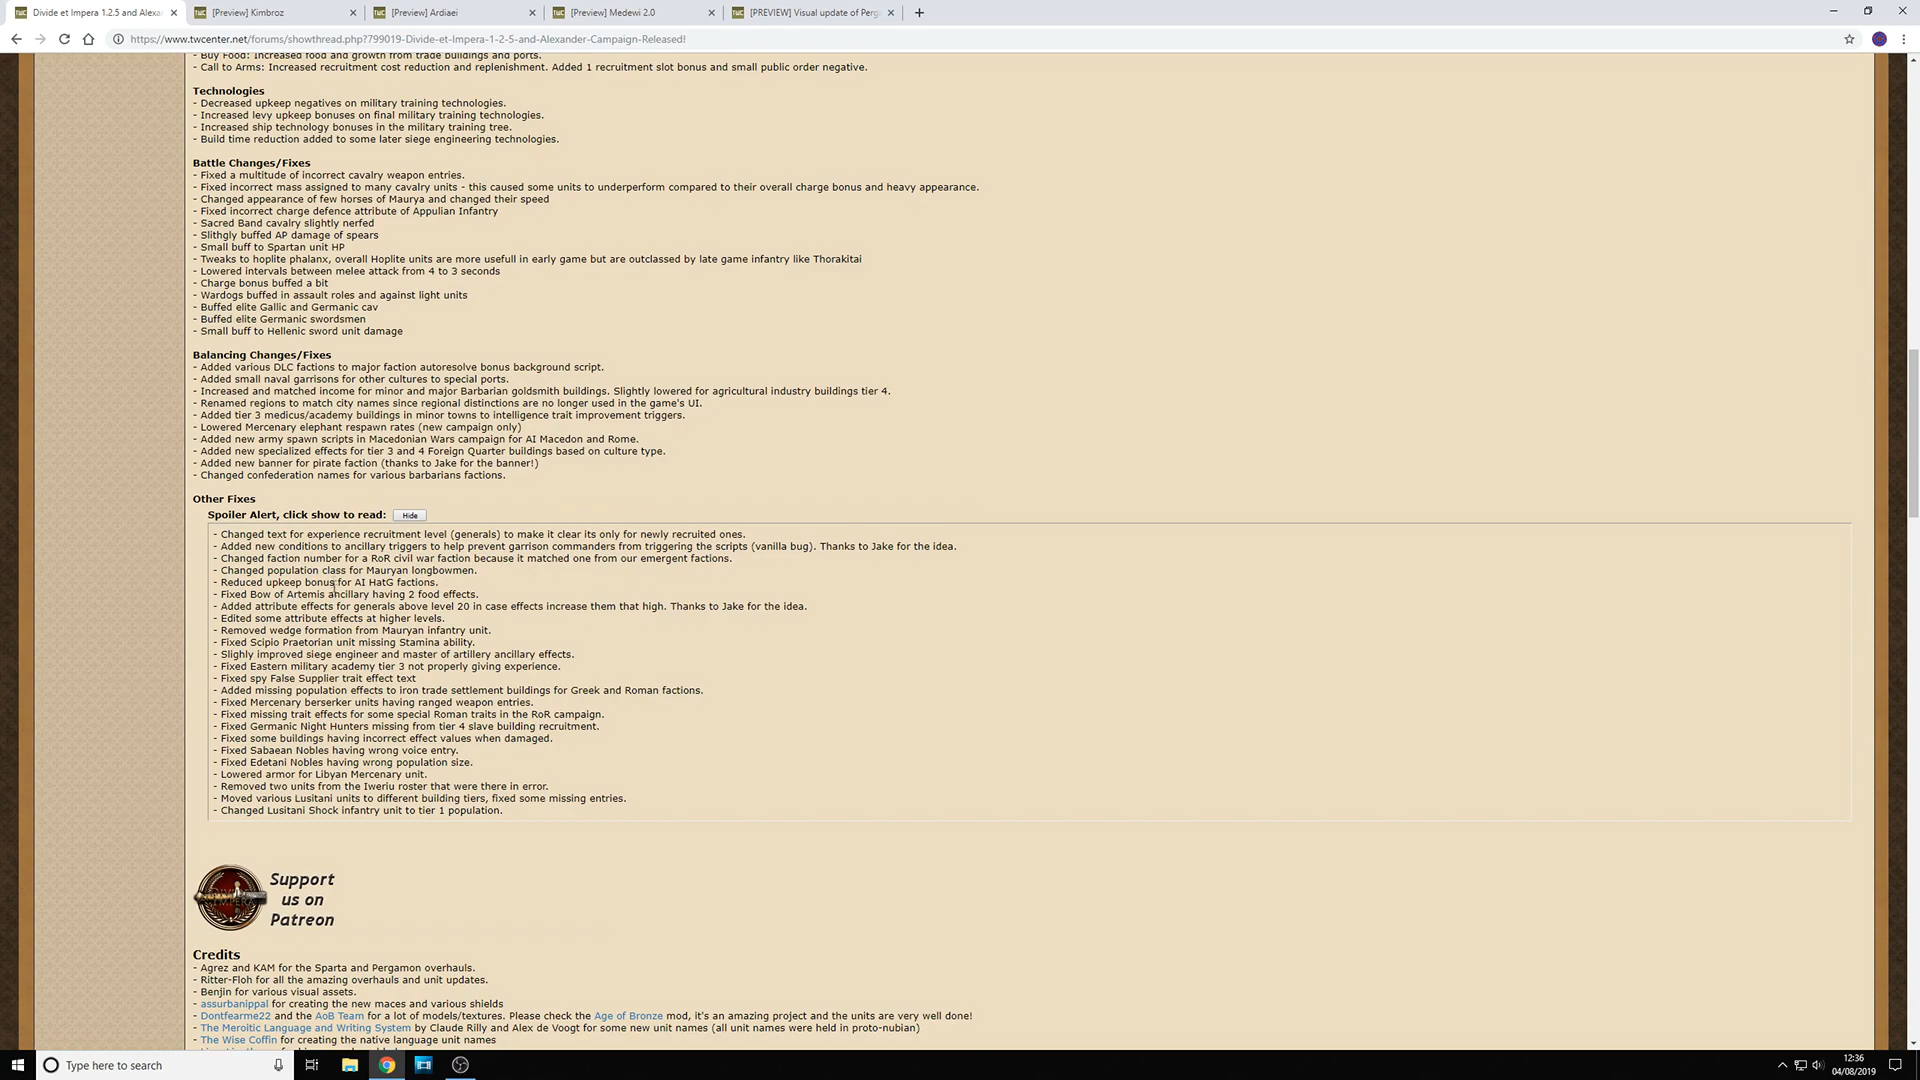 Divide et Impera 1.2.5 and Alexa
[Preview] Kimbroz
[Preview] Ardiaei
[Preview] Medewi 2.0
[PREVIEW] Visual update of Perg
https://www.twcenter.net/forums/showthread.php?799019-Divide-et-Impera-1-2-5-and-Alexander-Campaign-Released!
- Buy Food: Increased food and growth from trade buildings and ports.
- Call to Arms: Increased recruitment cost reduction and replenishment. Added 1 recruitment slot bonus and small public order negative.
Technologies
- Decreased upkeep negatives on military training technologies.
- Increased levy upkeep bonuses on final military training technologies.
- Increased ship technology bonuses in the military training tree.
- Build time reduction added to some later siege engineering technologies.
Battle Changes/Fixes
- Fixed a multitude of incorrect cavalry weapon entries.
- Fixed incorrect mass assigned to many cavalry units - this caused some units to underperform compared to their overall charge bonus and heavy appearance.
- Changed appearance of few horses of Maurya and changed their speed
- Fixed incorrect charge defence attribute of Appulian Infantry
- Sacred Band cavalry slightly nerfed
- Slithgly buffed AP damage of spears
- Small buff to Spartan unit HP
- Tweaks to hoplite phalanx, overall Hoplite units are more usefull in early game but are outclassed by late game infantry like Thorakitai
- Lowered intervals between melee attack from 4 to 3 seconds
- Charge bonus buffed a bit
- Wardogs buffed in assault roles and against light units
- Buffed elite Gallic and Germanic cav
- Buffed elite Germanic swordsmen
- Small buff to Hellenic sword unit damage
Balancing Changes/Fixes
- Added various DLC factions to major faction autoresolve bonus background script.
- Added small naval garrisons for other cultures to special ports.
- Increased and matched income for minor and major Barbarian goldsmith buildings. Slightly lowered for agricultural industry buildings tier 4.
- Renamed regions to match city names since regional distinctions are no longer used in the game's UI.
- Added tier 3 medicus/academy buildings in minor towns to intelligence trait improvement triggers.
- Lowered Mercenary elephant respawn rates (new campaign only)
- Added new army spawn scripts in Macedonian Wars campaign for AI Macedon and Rome.
- Added new specialized effects for tier 3 and 4 Foreign Quarter buildings based on culture type.
- Added new banner for pirate faction (thanks to Jake for the banner!)
- Changed confederation names for various barbarians factions.
Other Fixes
Spoiler Alert, click show to read: Hide
- Changed text for experience recruitment level (generals) to make it clear its only for newly recruited ones.
- Added new conditions to ancillary triggers to help prevent garrison commanders from triggering the scripts (vanilla bug). Thanks to Jake for the idea.
- Changed faction number for a RoR civil war faction because it matched one from our emergent factions.
- Changed population class for Mauryan longbowmen.
- Reduced upkeep bonus for AI HatG factions.
- Fixed Bow of Artemis ancillary having 2 food effects.
- Added attribute effects for generals above level 20 in case effects increase them that high. Thanks to Jake for the idea.
- Edited some attribute effects at higher levels.
- Removed wedge formation from Mauryan infantry unit.
- Fixed Scipio Praetorian unit missing Stamina ability.
- Slighly improved siege engineer and master of artillery ancillary effects.
- Fixed Eastern military academy tier 3 not properly giving experience.
- Fixed spy False Supplier trait effect text
- Added missing population effects to iron trade settlement buildings for Greek and Roman factions.
- Fixed Mercenary berserker units having ranged weapon entries.
- Fixed missing trait effects for some special Roman traits in the RoR campaign.
- Fixed Germanic Night Hunters missing from tier 4 slave building recruitment.
- Fixed some buildings having incorrect effect values when damaged.
- Fixed Sabaean Nobles having wrong voice entry.
- Fixed Edetani Nobles having wrong population size.
- Lowered armor for Libyan Mercenary unit.
- Removed two units from the Iweriu roster that were there in error.
- Moved various Lusitani units to different building tiers, fixed some missing entries.
- Changed Lusitani Shock infantry unit to tier 1 population.
Support
us on
Patreon
Credits
- Agrez and KAM for the Sparta and Pergamon overhauls.
- Ritter-Floh for all the amazing overhauls and unit updates.
- Benjin for various visual assets.
- assurbanippal for creating the new maces and various shields
- Dontfearme22 and the AoB Team for a lot of models/textures. Please check the Age of Bronze mod, it's an amazing project and the units are very well done!
- The Meroitic Language and Writing System by Claude Rilly and Alex de Voogt for some new unit names (all unit names were held in proto-nubian)
- The Wise Coffin for creating the native language unit names
Type here to search
12:36
04/08/2019